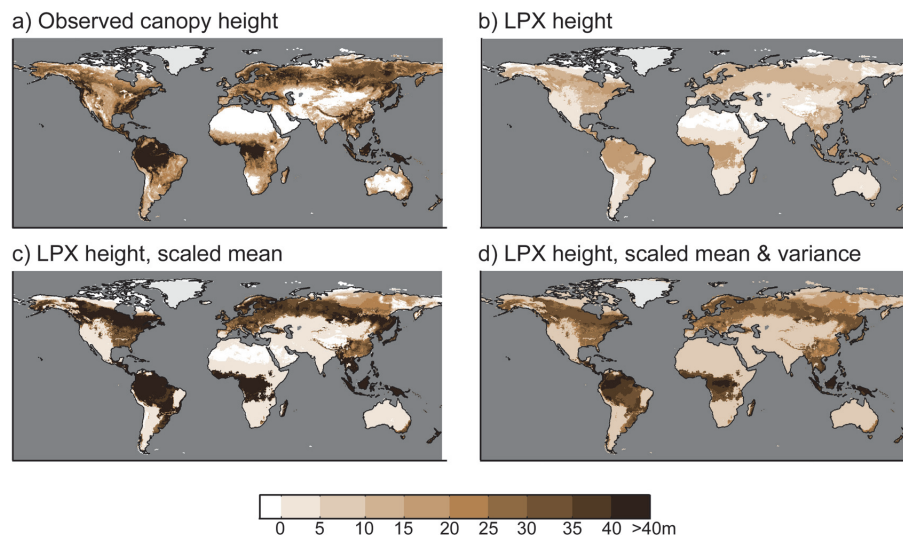 a) Observed canopy height
b) LPX height
c) LPX height, scaled mean
d) LPX height, scaled mean & variance
0 5 10 15 20 25 30 35 40 >40m